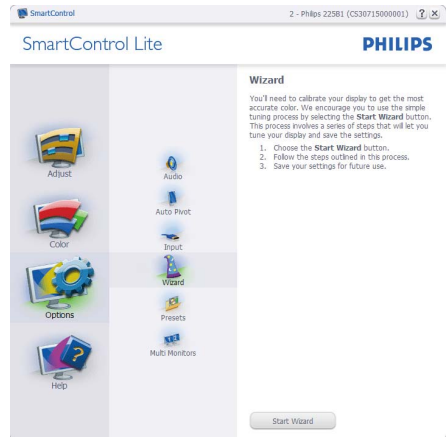 SmartControl
2 - Philips 225B1 (CS30715000001)
SmartControl Lite
PHILIPS
Adjust
Color
Options
Help
Audio
Auto Pivot
Input
Wizard
Presets
Multi Monitors
Wizard
You'll need to calibrate your display to get the most
accurate color. We encourage you to use the simple
tuning process by selecting the Start Wizard button.
This process involves a series of steps that will let you
tune your display and save the settings.
1. Choose the Start Wizard button.
2. Follow the steps outlined in this process.
3. Save your settings for future use.
Start Wizard